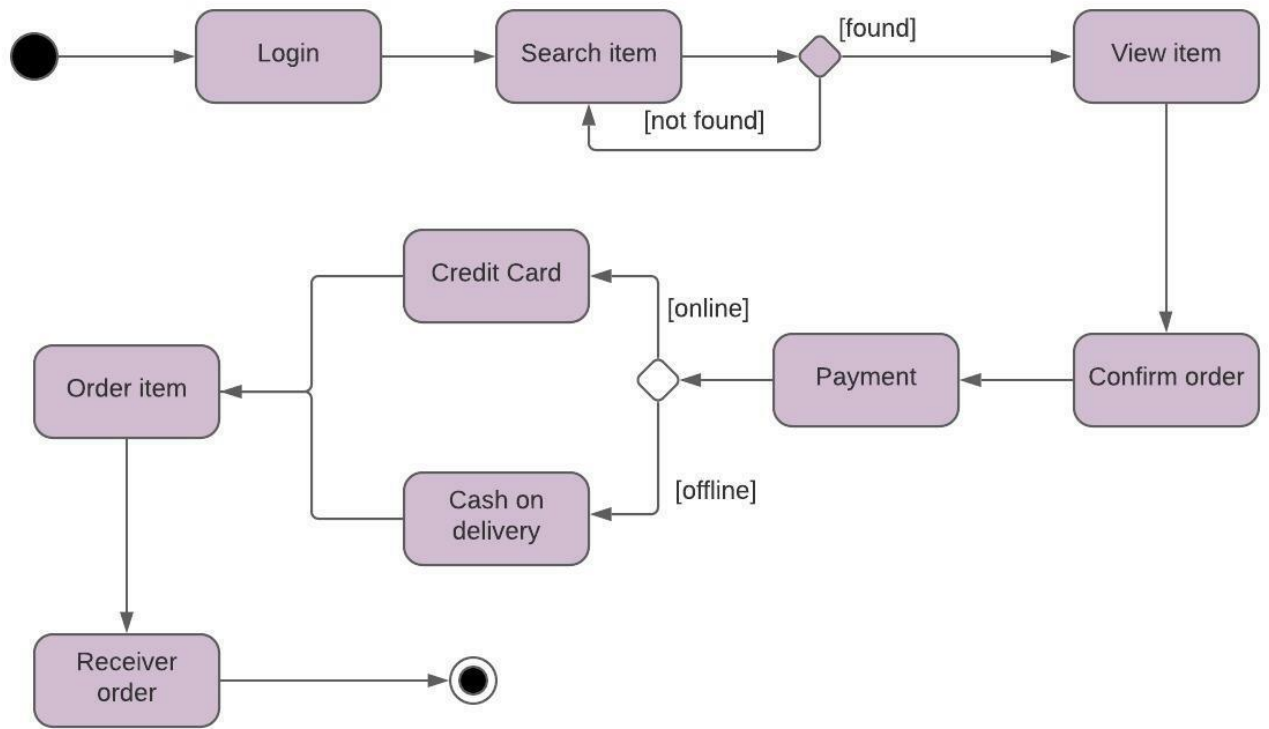 Login
Search item
[found]
View item
[not found]
Credit Card
[online]
Order item
Payment
Confirm order
Cash on
delivery
[offline]
Receiver
order